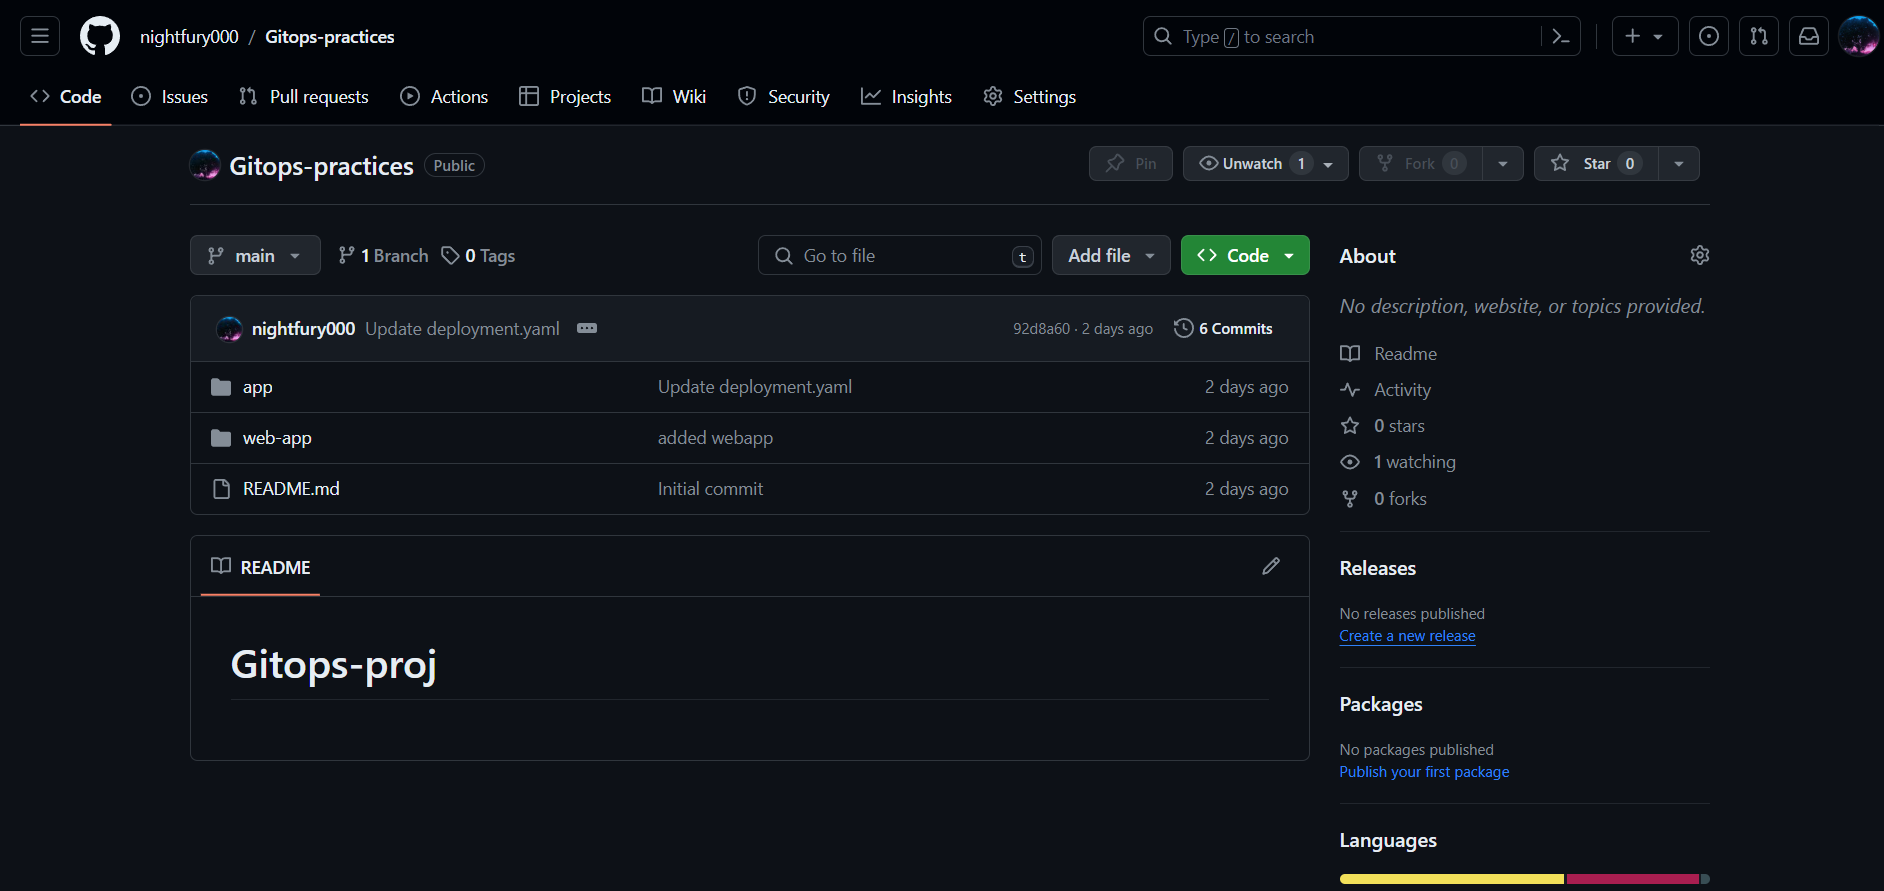 nightfury000 / Gitops-practices
Type / to search
Code Issues Pull requests Actions Projects Wiki Security Insights Settings
Gitops-practices Public
Pin Unwatch 1 Fork 0 Star 0
main 1 Branch 0 Tags Go to file t Add file Code
nightfury000 Update deployment.yaml 92d8a60 · 2 days ago 6 Commits
app Update deployment.yaml 2 days ago
web-app added webapp 2 days ago
README.md Initial commit 2 days ago
README
Gitops-proj
About
No description, website, or topics provided.
Readme
Activity
0 stars
1 watching
0 forks
Releases
No releases published
Create a new release
Packages
No packages published
Publish your first package
Languages